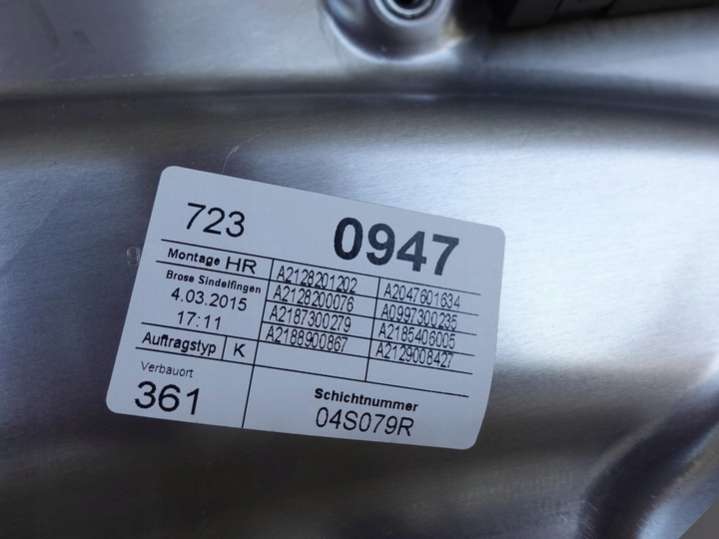 723 0947
Montage HR
Brose Sindelfingen
4.03.2015
17:11
A2128201202 A2047601634
A2128200076 A0997300235
A2187300279 A2185406005
A2188900867 A2129008427
Auftragstyp K
Verbauort
361
Schichtnummer
04S079R